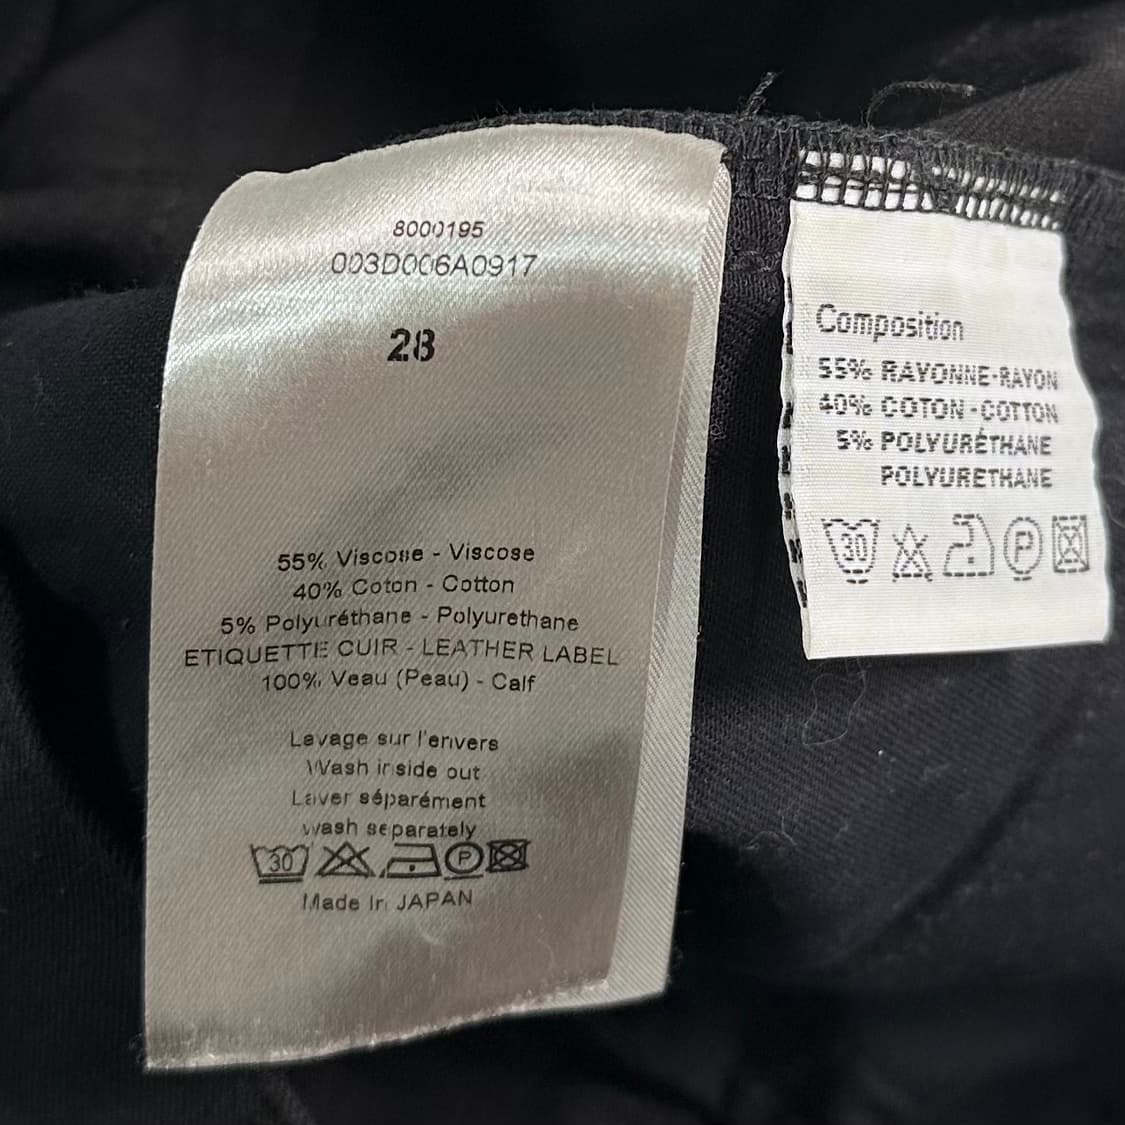 8000195
003D006A0917
28
55% Viscose - Viscose
40% Coton - Cotton
5% Polyuréthane - Polyurethane
ETIQUETTE CUIR - LEATHER LABEL
100% Veau (Peau) - Calf
Lavage sur l'envers
Wash inside out
Laver séparément
wash separately
30 P
Made In JAPAN
Composition
55% RAYONNE-RAYON
40% COTON-COTTON
5% POLYURÉTHANE
POLYURETHANE
30 P